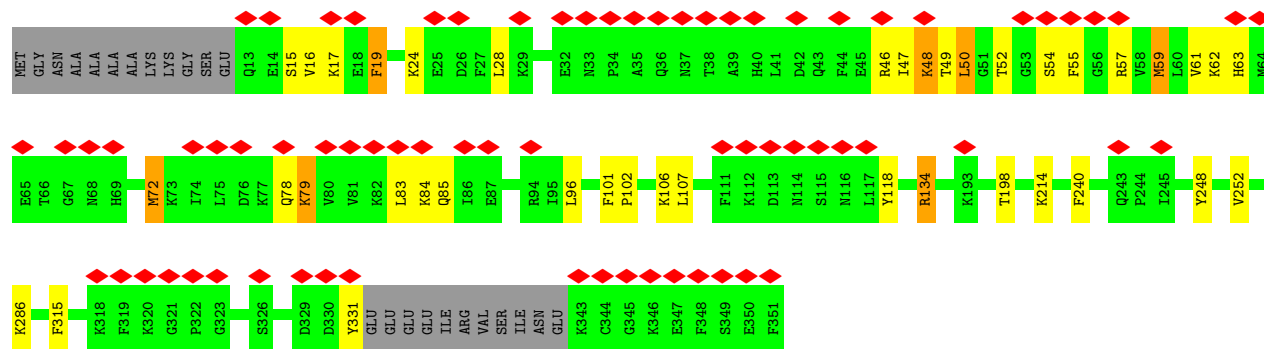 MET GLY ASN ALA ALA ALA ALA LYS LYS GLY SER GLU Q13 E14 S15 V16 K17 E18 F19 K24 E25 D26 F27 L28 K29 E32 N33 P34 A35 Q36 N37 T38 A39 H40 L41 D42 Q43 F44 E45 R46 I47 K48 T49 L50 G51 T52 G53 S54 F55 G56 R57 V58 M59 L60 V61 K62 H63 M64
E65 T66 G67 N68 H69 M72 K73 I74 L75 D76 K77 Q78 K79 V80 V81 K82 L83 K84 Q85 I86 E87 R94 I95 L96 F101 P102 K106 L107 F111 K112 D113 N114 S115 N116 L117 Y118 R134 K193 T198 K214 F240 Q243 P244 I245 Y248 V252
K286 F315 K318 F319 K320 G321 P322 G323 S326 D329 D330 Y331 GLU GLU GLU GLU ILE ARG VAL SER ILE ASN GLU K343 C344 G345 K346 E347 F348 S349 E350 F351